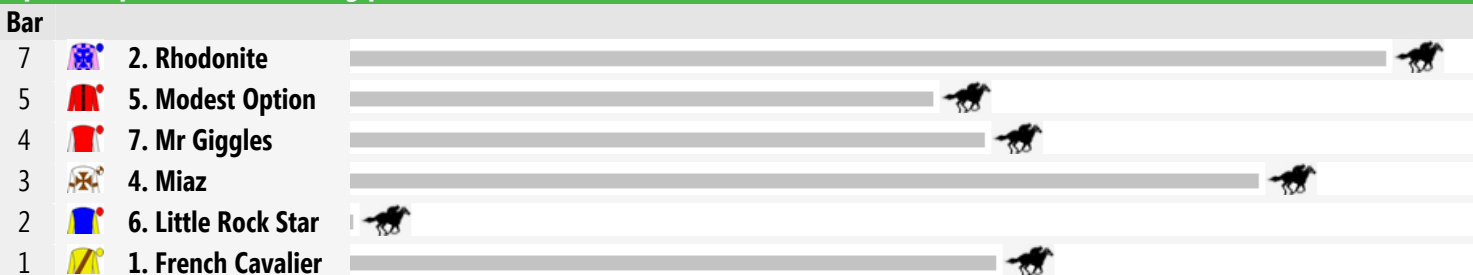 Bar
7 2. Rhodonite
5 5. Modest Option
4 7. Mr Giggles
3 4. Miaz
2 6. Little Rock Star
1 1. French Cavalier